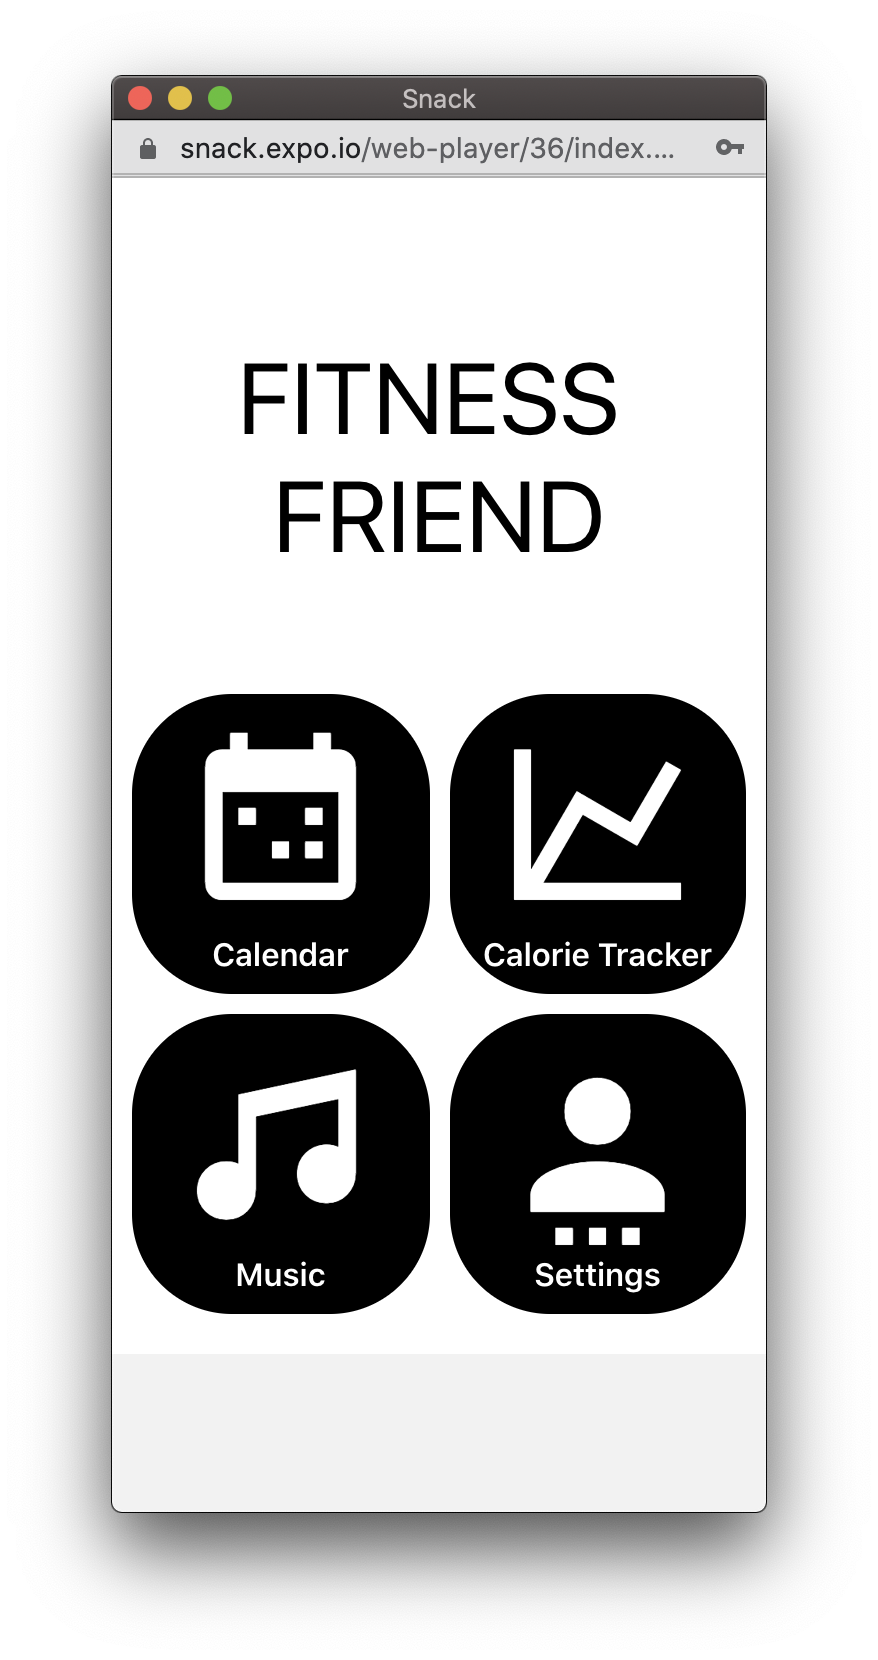 Snack
snack.expo.io/web-player/36/index....
FITNESS
FRIEND
Calendar
Calorie Tracker
Music
Settings